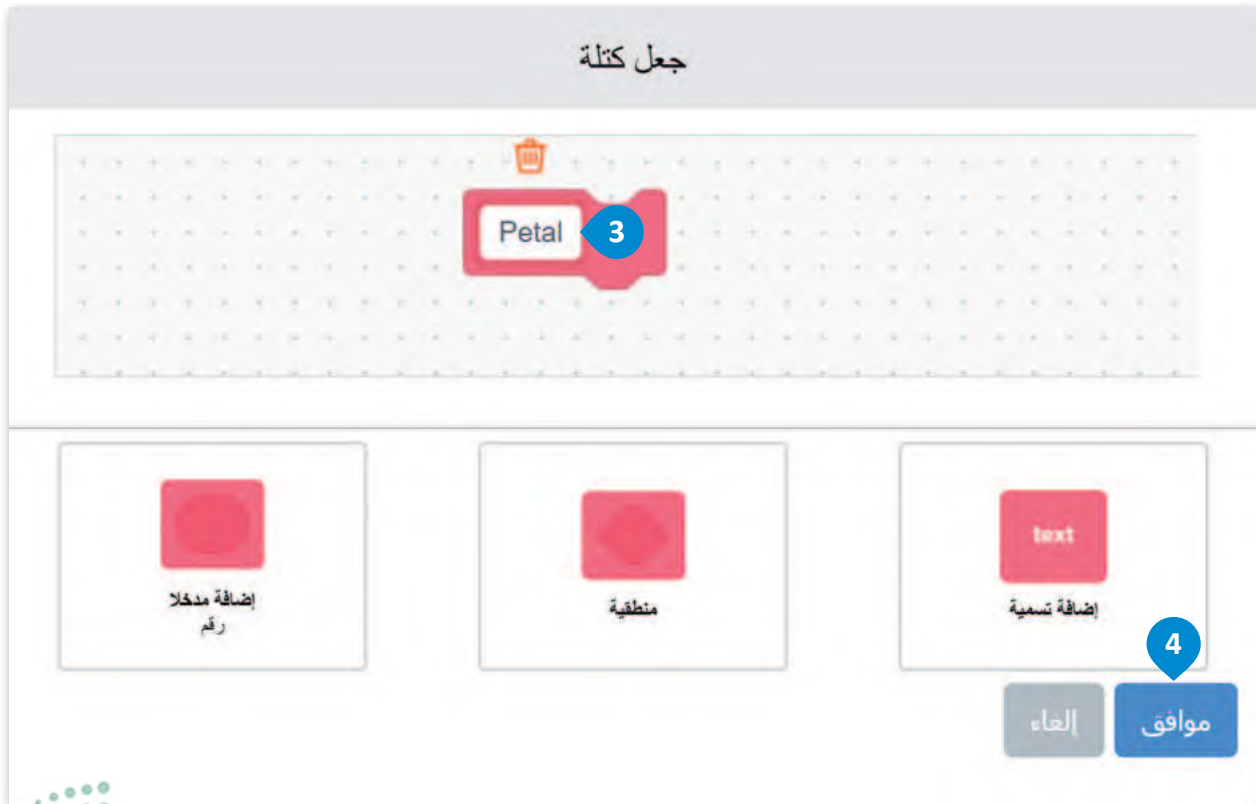 جعل كتلة
Petal
3
text
إضافة تسمية
منطقية
إضافة مدخلا
رقم
4
موافق
إلغاء